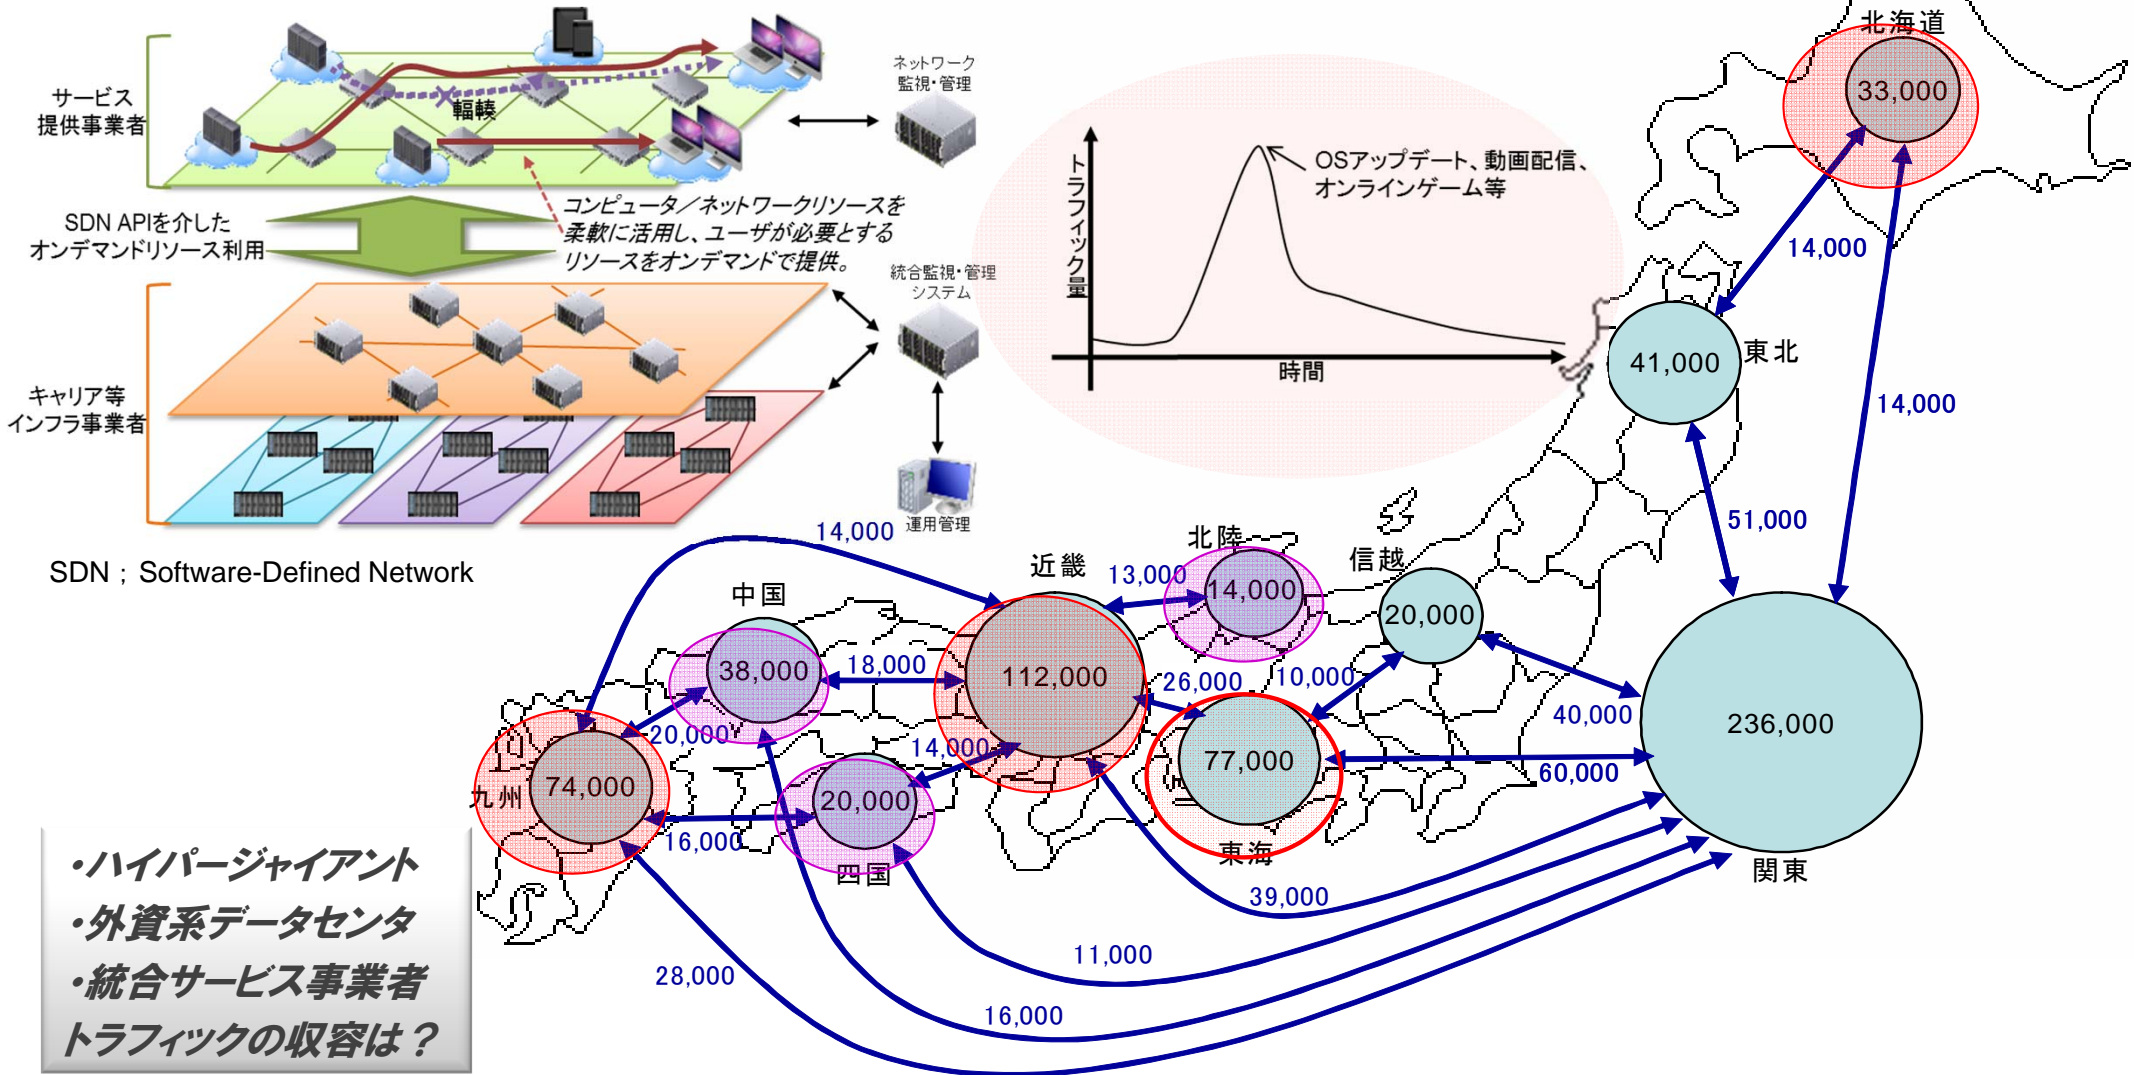 サービス
提供事業者
輻輳
ネットワーク
監視・管理
SDN APIを介した
オンデマンドリソース利用
コンピュータ／ネットワークリソースを
柔軟に活用し、ユーザが必要とする
リソースをオンデマンドで提供。
統合監視・管理
システム
キャリア等
インフラ事業者
運用管理
SDN ; Software-Defined Network
トラフィック量
OSアップデート、動画配信、
オンラインゲーム等
時間
北海道
33,000
14,000
14,000
41,000
東北
51,000
14,000
近畿
13,000
北陸
14,000
信越
20,000
中国
38,000
18,000
112,000
26,000
10,000
40,000
236,000
関東
20,000
14,000
77,000
60,000
東海
九州
74,000
16,000
20,000
四国
39,000
11,000
28,000
16,000
・ハイパージャイアント
・外資系データセンタ
・統合サービス事業者
トラフィックの収容は？